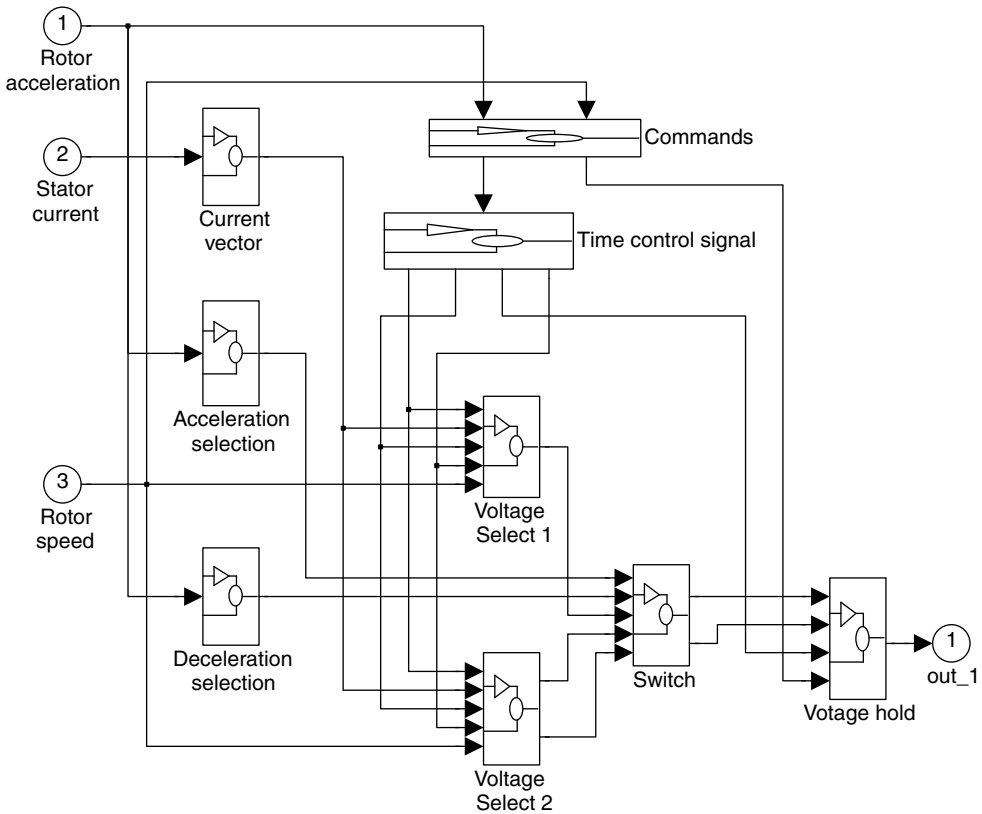 1
Rotor
acceleration
Commands
2
Stator
current
Current
vector
Time control signal
Acceleration
selection
3
Rotor
speed
Voltage
Select 1
Deceleration
selection
Switch
1
out_1
Votage hold
Voltage
Select 2